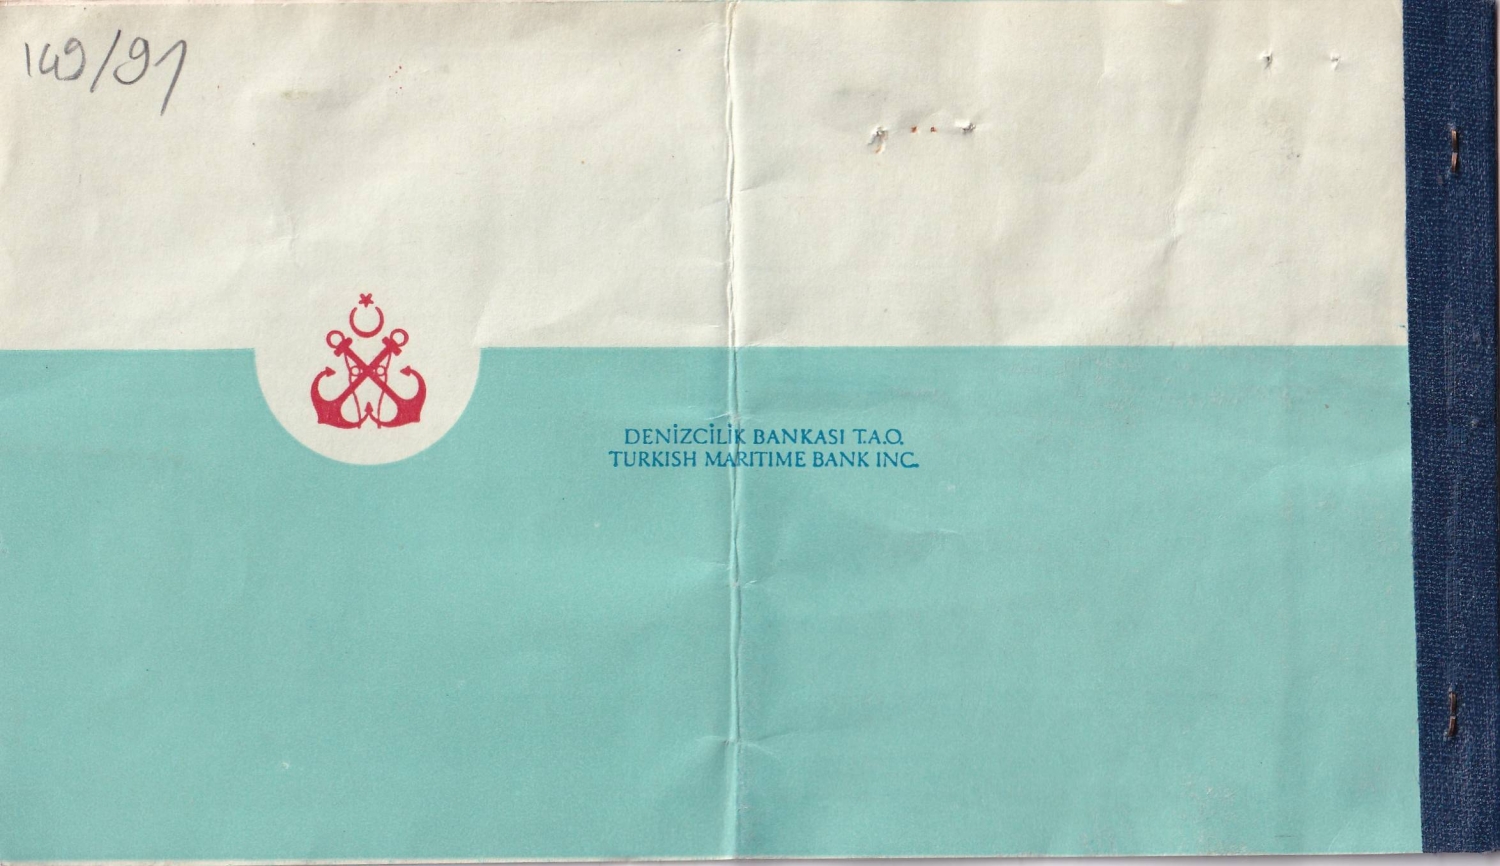 149/91
DENİZCİLİK BANKASI T.A.O.
TURKISH MARITIME BANK INC.